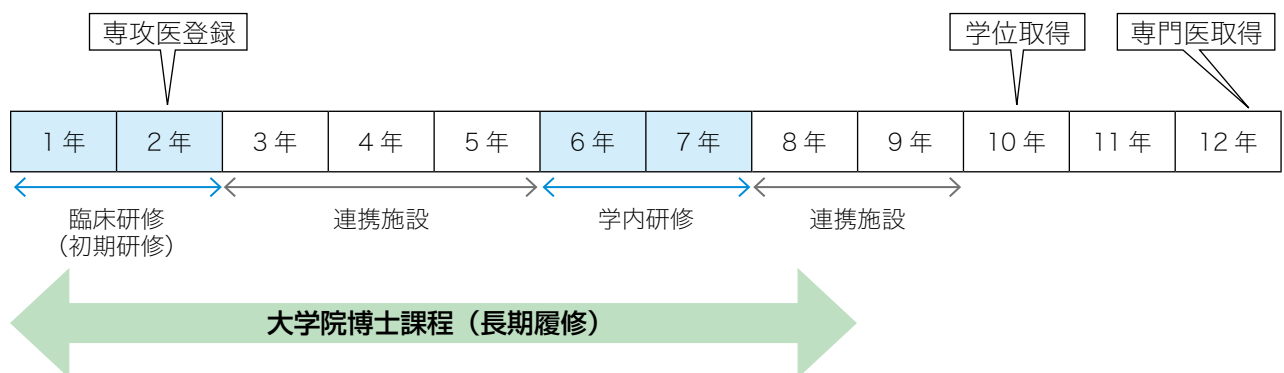 専攻医登録
学位取得
専門医取得
1年
2年
3年
4年
5年
6年
7年
8年
9年
10年
11年
12年
臨床研修
(初期研修)
連携施設
学内研修
連携施設
大学院博士課程(長期履修)